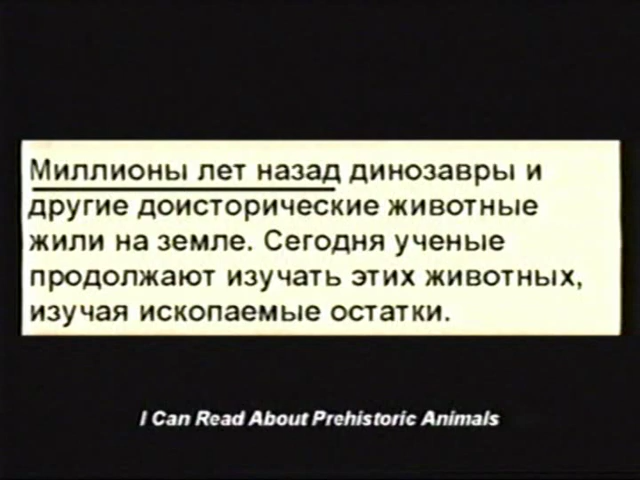 Миллионы лет назад динозавры и
другие доисторические животные
жили на земле. Сегодня ученые
продолжают изучать этих животных,
изучая ископаемые остатки.
I Can Read About Prehistoric Animals